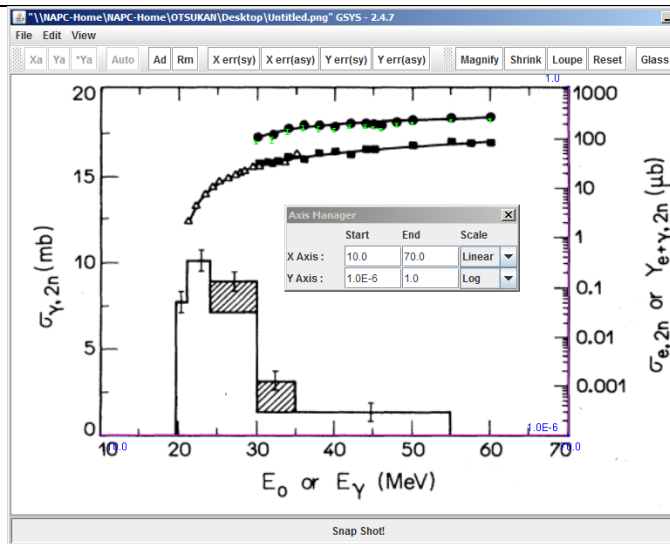 "\\NAPC-Home\NAPC-Home\OTSUKAN\Desktop\Untitled.png" GSYS - 2.4.7
File Edit View
Xa Ya *Ya Auto Ad Rm X err(sy) X err(asy) Y err(sy) Y err(asy) Magnify Shrink Loupe Reset Glass
1.0
20 1000
100
15
10
10 1
0.1
5 0.01
0.001
0
σγ,2n (mb)
σe,2n or Ye+γ,2n (μb)
Axis Manager
Start End Scale
X Axis : 10.0 70.0 Linear
Y Axis : 1.0E-6 1.0 Log
1.0E-6
10 20 30 40 50 60 70
E0 or Eγ (MeV)
Snap Shot!